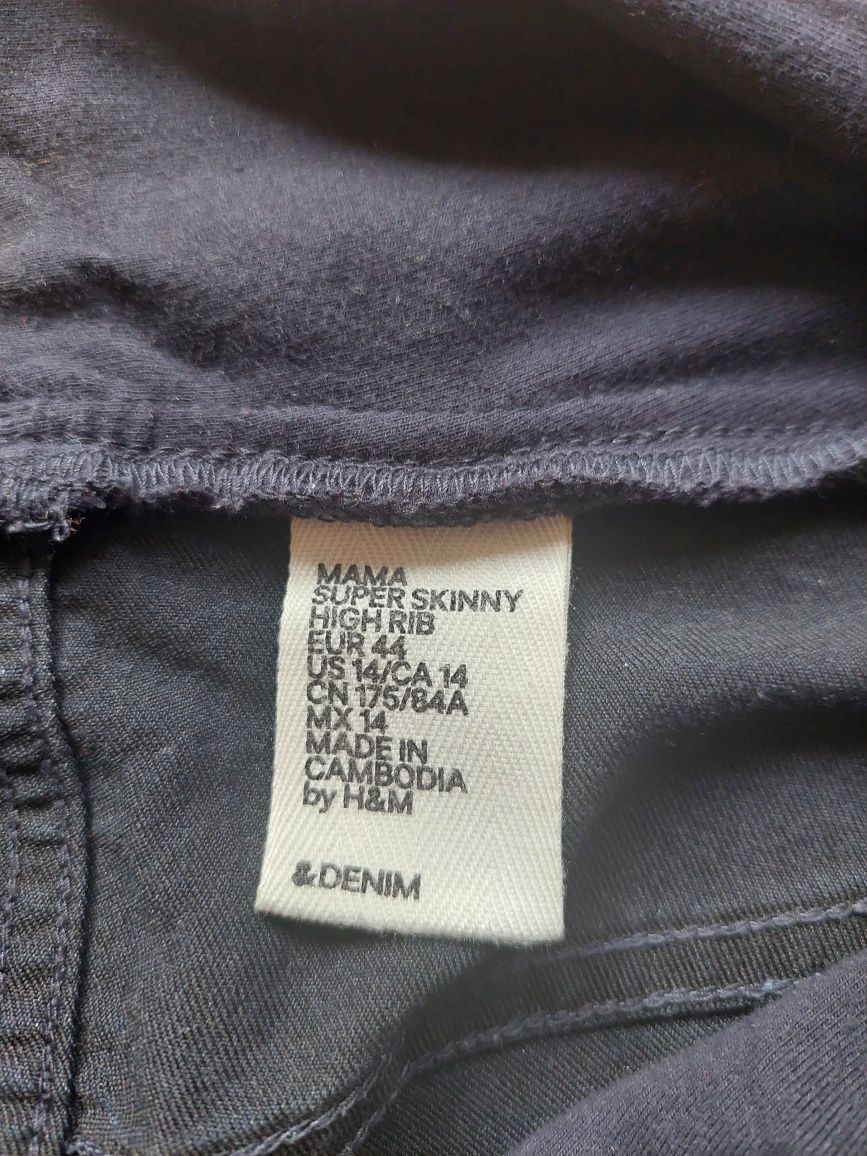 MAMA
SUPER SKINNY
HIGH RIB
EUR 44
US 14/CA 14
CN 175/84A
MX 14
MADE IN
CAMBODIA
by H&M
&DENIM